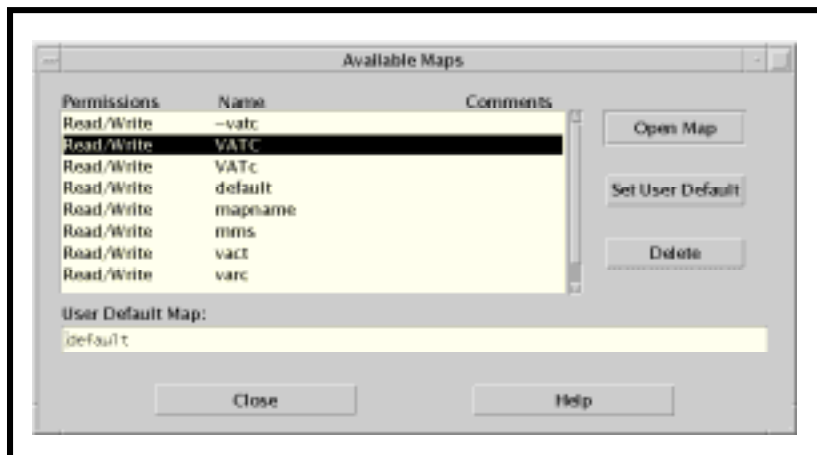 Available Maps
Permissions Name Comments
Read/Write --vatc
Read/Write VATC
Read/Write VATc
Read/Write default
Read/Write mapname
Read/Write mms
Read/Write vact
Read/Write varc
Open Map
Set User Default
Delete
User Default Map:
default
Close Help